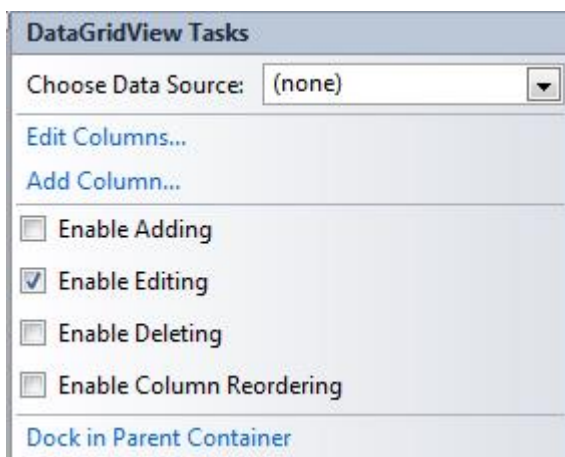 DataGridView Tasks
Choose Data Source: (none)
Edit Columns...
Add Column...
Enable Adding
Enable Editing
Enable Deleting
Enable Column Reordering
Dock in Parent Container